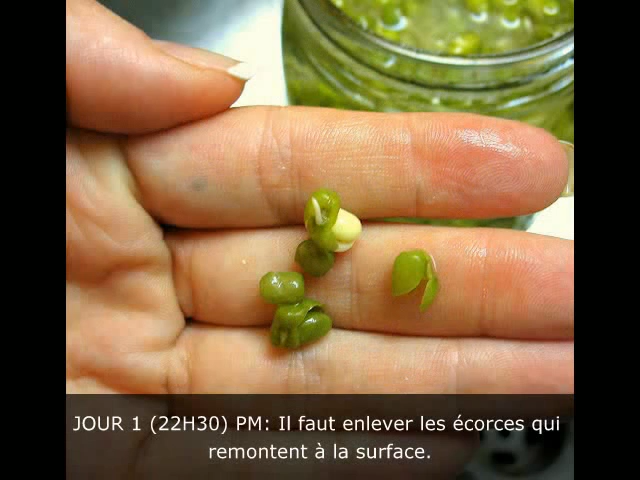 JOUR 1 (22H30) PM: Il faut enlever les écorces qui
remontent à la surface.